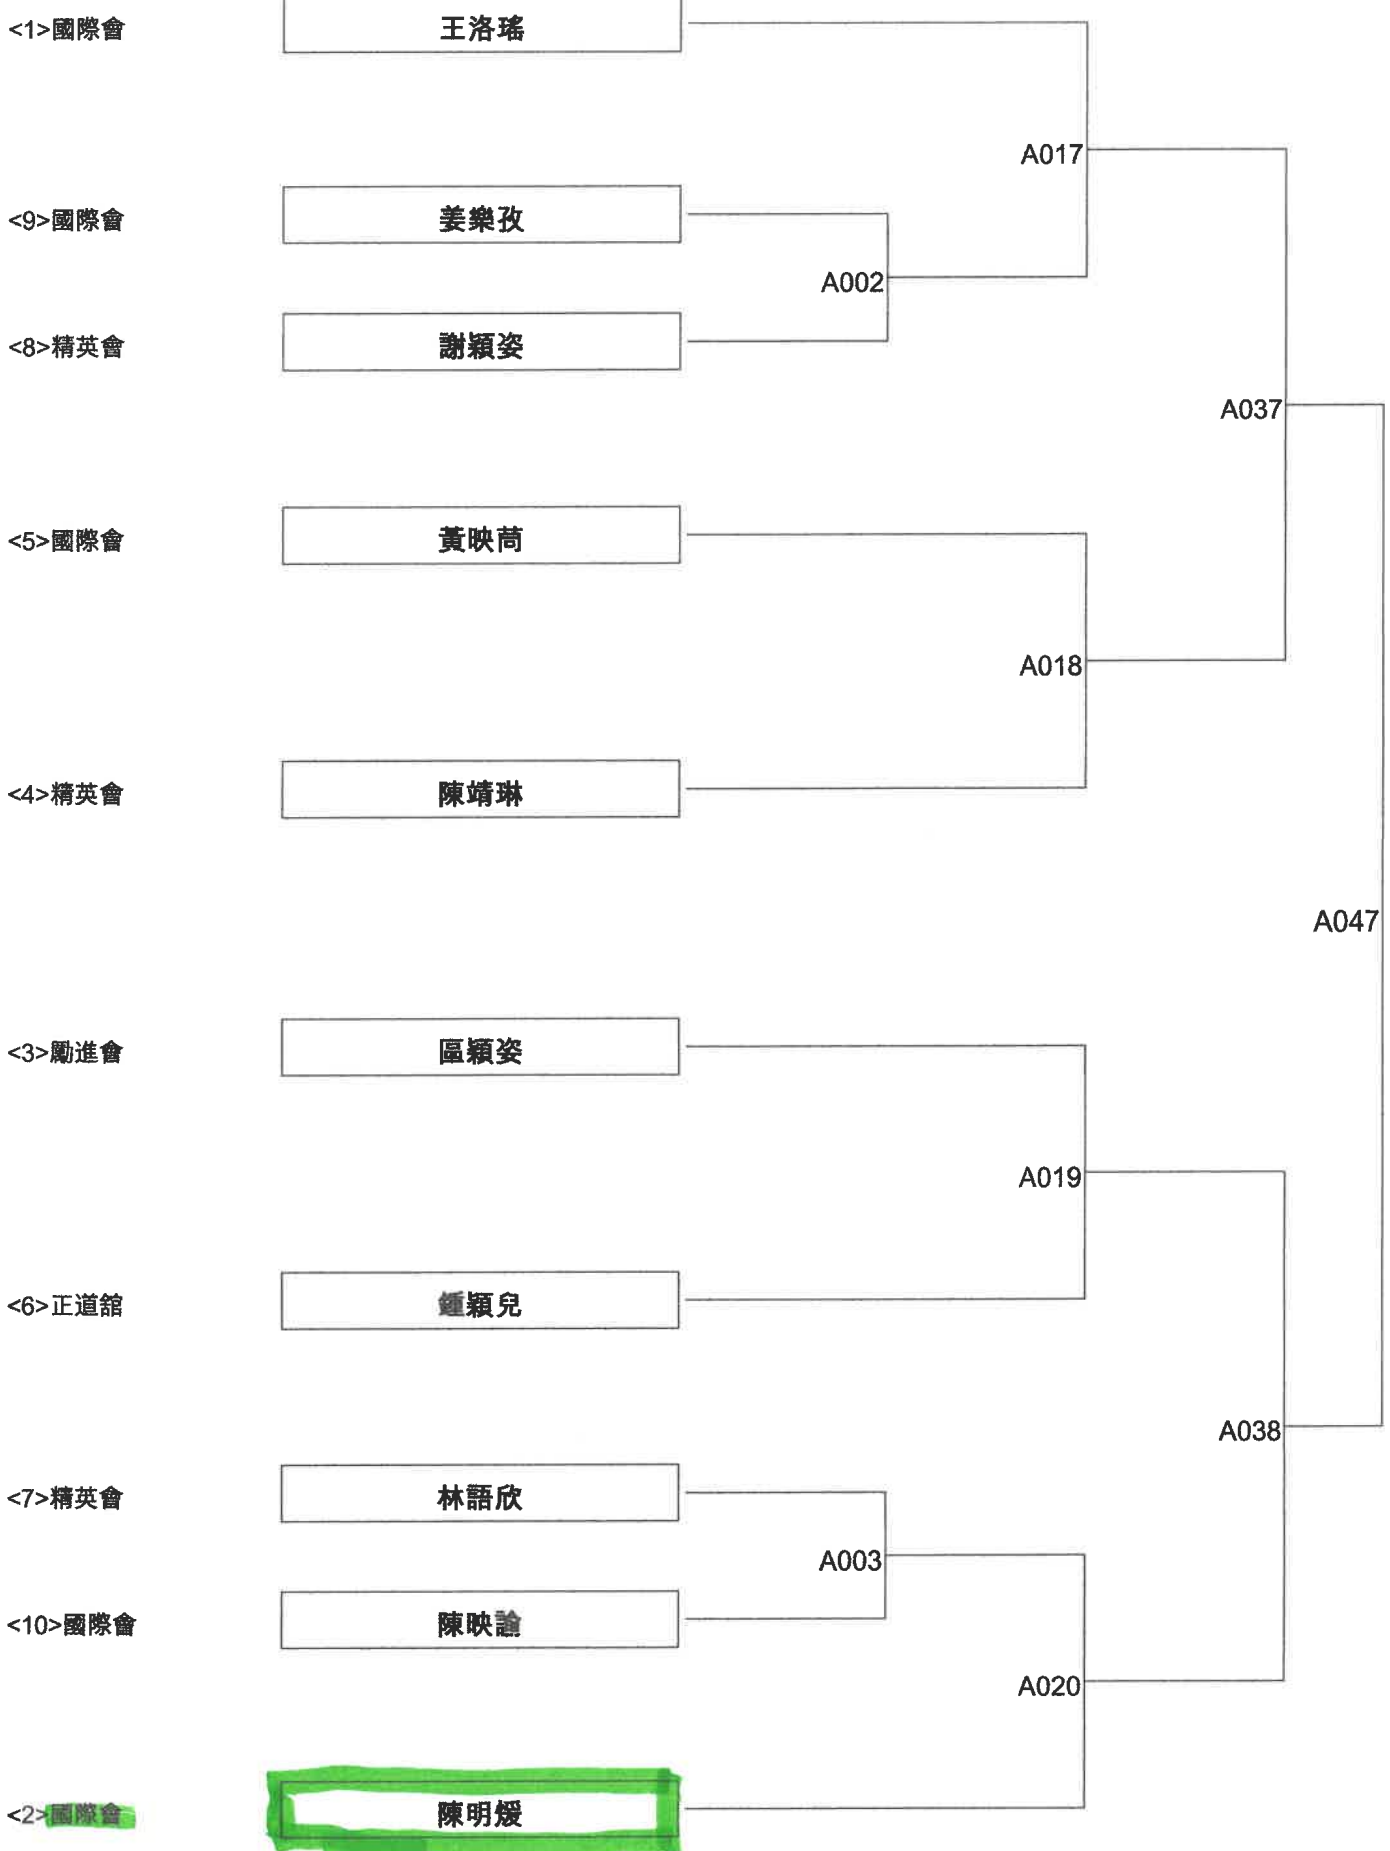 <1>國際會 王洛瑤
A017
<9>國際會 姜樂孜
A002
<8>精英會 謝穎姿
A037
<5>國際會 黃映茼
A018
<4>精英會 陳靖琳
A047
<3>勵進會 區穎姿
A019
<6>正道館 鍾穎兒
A038
<7>精英會 林語欣
A003
<10>國際會 陳映諭
A020
<2>國際會 陳明煖